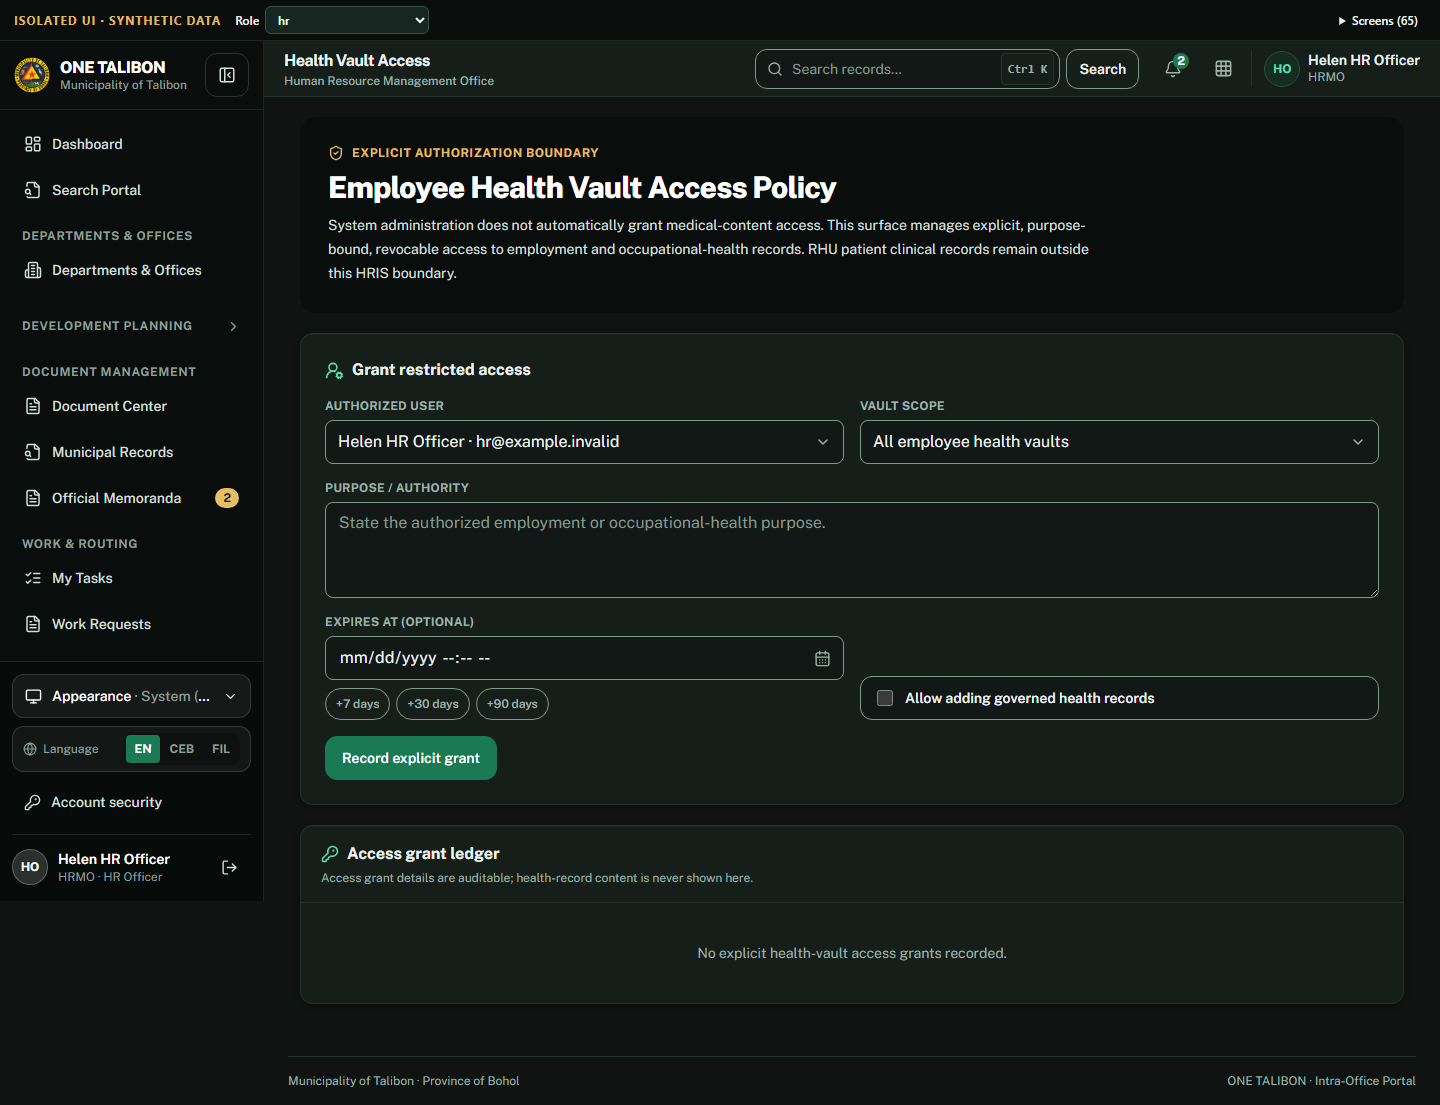 ISOLATED UI · SYNTHETIC DATA
Role
hr
Screens (65)
ONE TALIBON
Municipality of Talibon
Health Vault Access
Human Resource Management Office
Search records...
Ctrl K
Search
2
HO
Helen HR Officer
HRMO
Dashboard
Search Portal
DEPARTMENTS & OFFICES
Departments & Offices
DEVELOPMENT PLANNING
DOCUMENT MANAGEMENT
Document Center
Municipal Records
Official Memoranda
2
WORK & ROUTING
My Tasks
Work Requests
Appearance · System (...
Language
EN
CEB
FIL
Account security
HO
Helen HR Officer
HRMO · HR Officer
EXPLICIT AUTHORIZATION BOUNDARY
Employee Health Vault Access Policy
System administration does not automatically grant medical-content access. This surface manages explicit, purpose-
bound, revocable access to employment and occupational-health records. RHU patient clinical records remain outside
this HRIS boundary.
Grant restricted access
AUTHORIZED USER
Helen HR Officer · hr@example.invalid
VAULT SCOPE
All employee health vaults
PURPOSE / AUTHORITY
State the authorized employment or occupational-health purpose.
EXPIRES AT (OPTIONAL)
mm/dd/yyyy --:-- --
+7 days
+30 days
+90 days
Allow adding governed health records
Record explicit grant
Access grant ledger
Access grant details are auditable; health-record content is never shown here.
No explicit health-vault access grants recorded.
Municipality of Talibon · Province of Bohol
ONE TALIBON · Intra-Office Portal